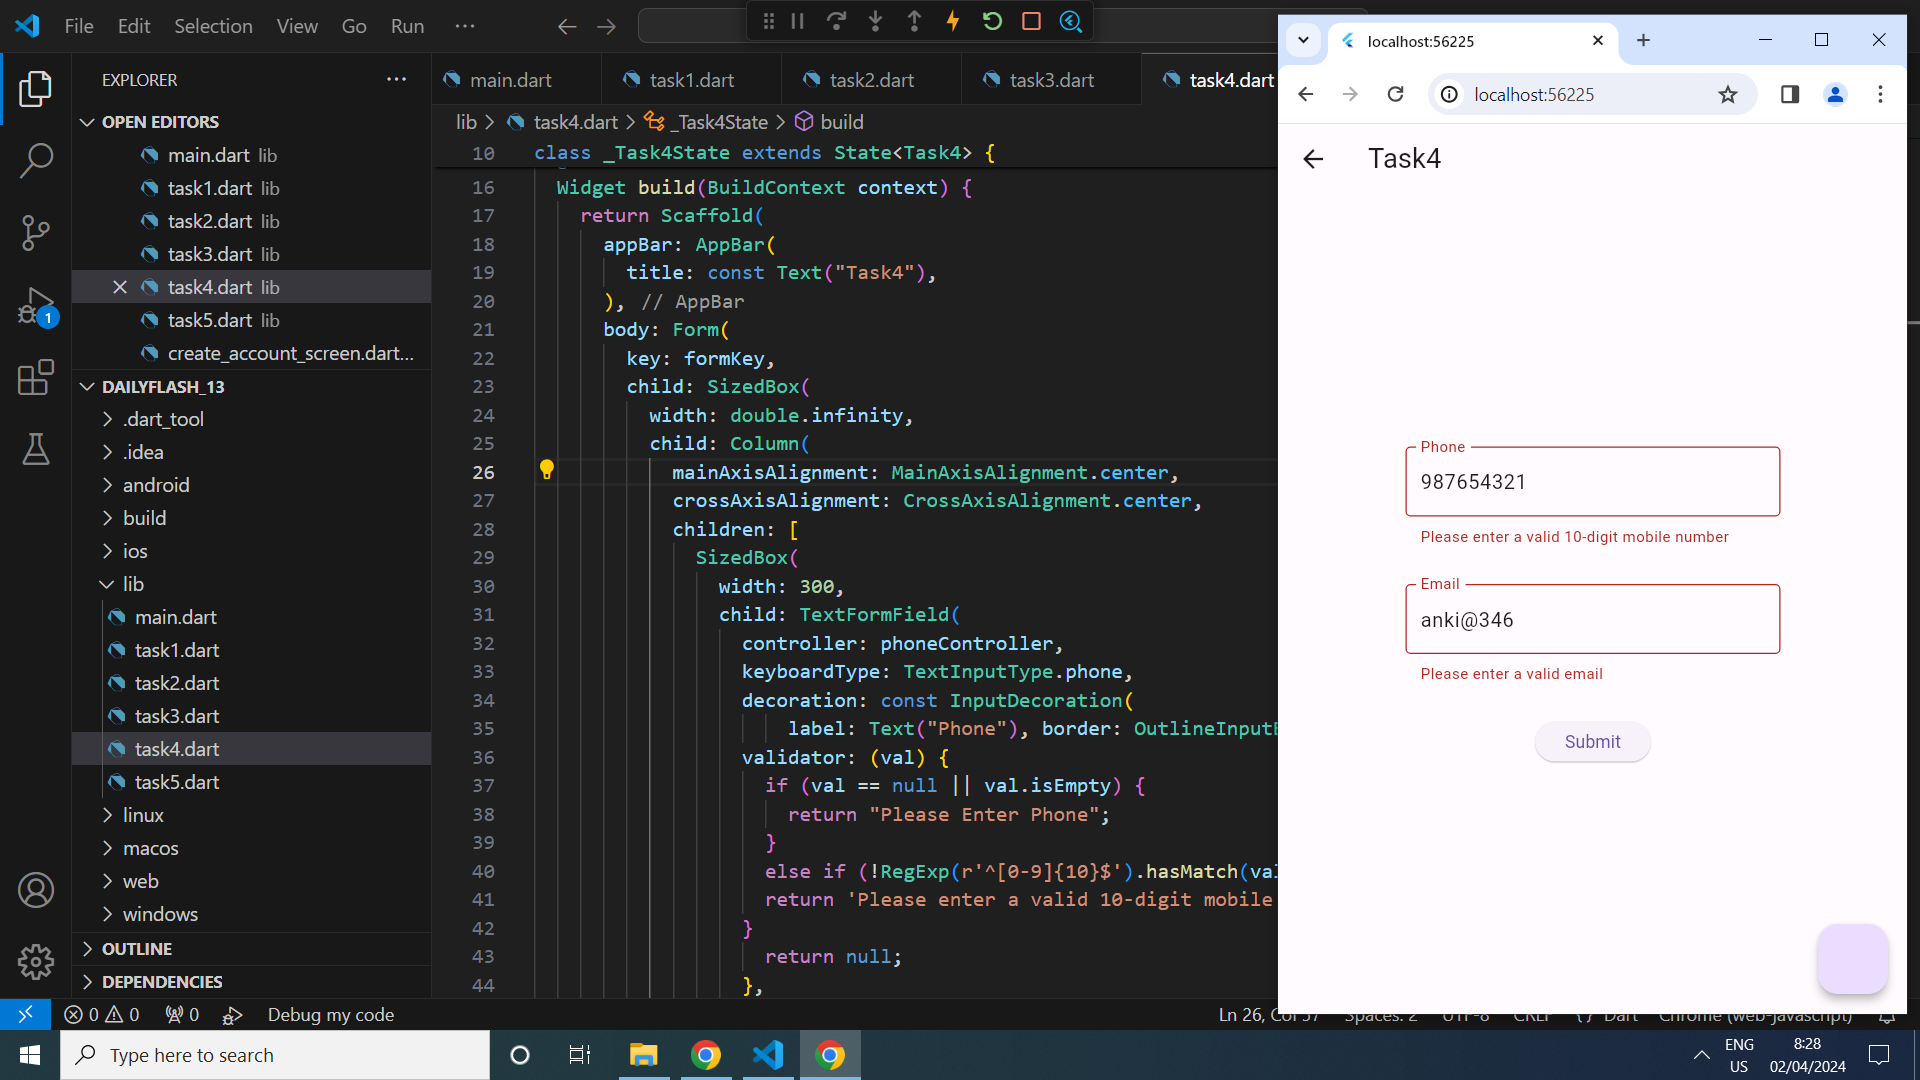 File Edit Selection View Go Run ···
EXPLORER
OPEN EDITORS
main.dart lib
task1.dart lib
task2.dart lib
task3.dart lib
task4.dart lib
task5.dart lib
create_account_screen.dart...
DAILYFLASH_13
.dart_tool
.idea
android
build
ios
lib
main.dart
task1.dart
task2.dart
task3.dart
task4.dart
task5.dart
linux
macos
web
windows
OUTLINE
DEPENDENCIES
1
main.dart task1.dart task2.dart task3.dart task4.dart
lib > task4.dart > _Task4State > build
10 class _Task4State extends State<Task4> {
16 Widget build(BuildContext context) {
17 return Scaffold(
18 appBar: AppBar(
19 title: const Text("Task4"),
20 ), // AppBar
21 body: Form(
22 key: formKey,
23 child: SizedBox(
24 width: double.infinity,
25 child: Column(
26 mainAxisAlignment: MainAxisAlignment.center,
27 crossAxisAlignment: CrossAxisAlignment.center,
28 children: [
29 SizedBox(
30 width: 300,
31 child: TextFormField(
32 controller: phoneController,
33 keyboardType: TextInputType.phone,
34 decoration: const InputDecoration(
35 label: Text("Phone"), border: OutlineInput
36 validator: (val) {
37 if (val == null || val.isEmpty) {
38 return "Please Enter Phone";
39 }
40 else if (!RegExp(r'^[0-9]{10}$').hasMatch(val
41 return 'Please enter a valid 10-digit mobile
42 }
43 return null;
44 },
localhost:56225
localhost:56225
Task4
Phone
987654321
Please enter a valid 10-digit mobile number
Email
anki@346
Please enter a valid email
Submit
0 0 0 Debug my code
Ln 26, Col 57 Spaces: 2 UTF-8 CRLF {} Dart Chrome (web-javascript)
Type here to search
ENG
US
8:28
02/04/2024